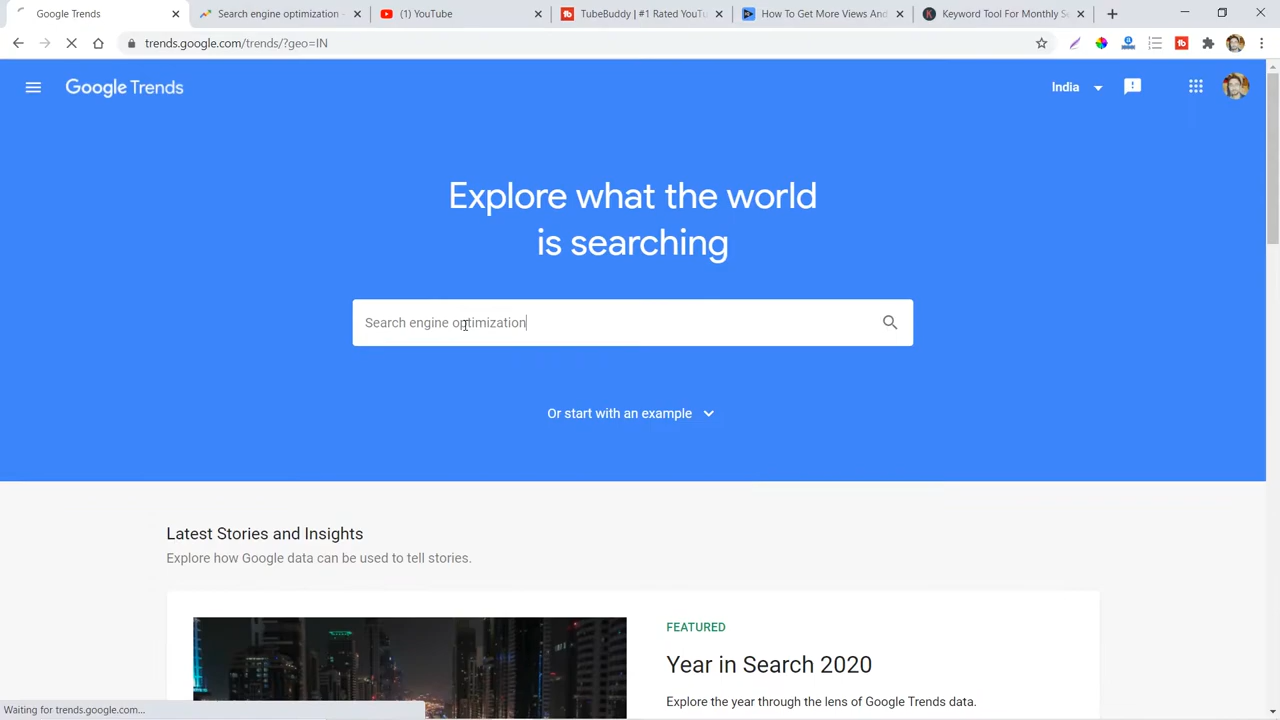 Google Trends
Search engine optimization -
(1) YouTube
TubeBuddy | #1 Rated YouTu
How To Get More Views And
Keyword Tool For Monthly Se
trends.google.com/trends/?geo=IN
Google Trends
India
Explore what the world
is searching
Search engine optimization
Or start with an example
Latest Stories and Insights
Explore how Google data can be used to tell stories.
FEATURED
Year in Search 2020
Explore the year through the lens of Google Trends data.
Waiting for trends.google.com...